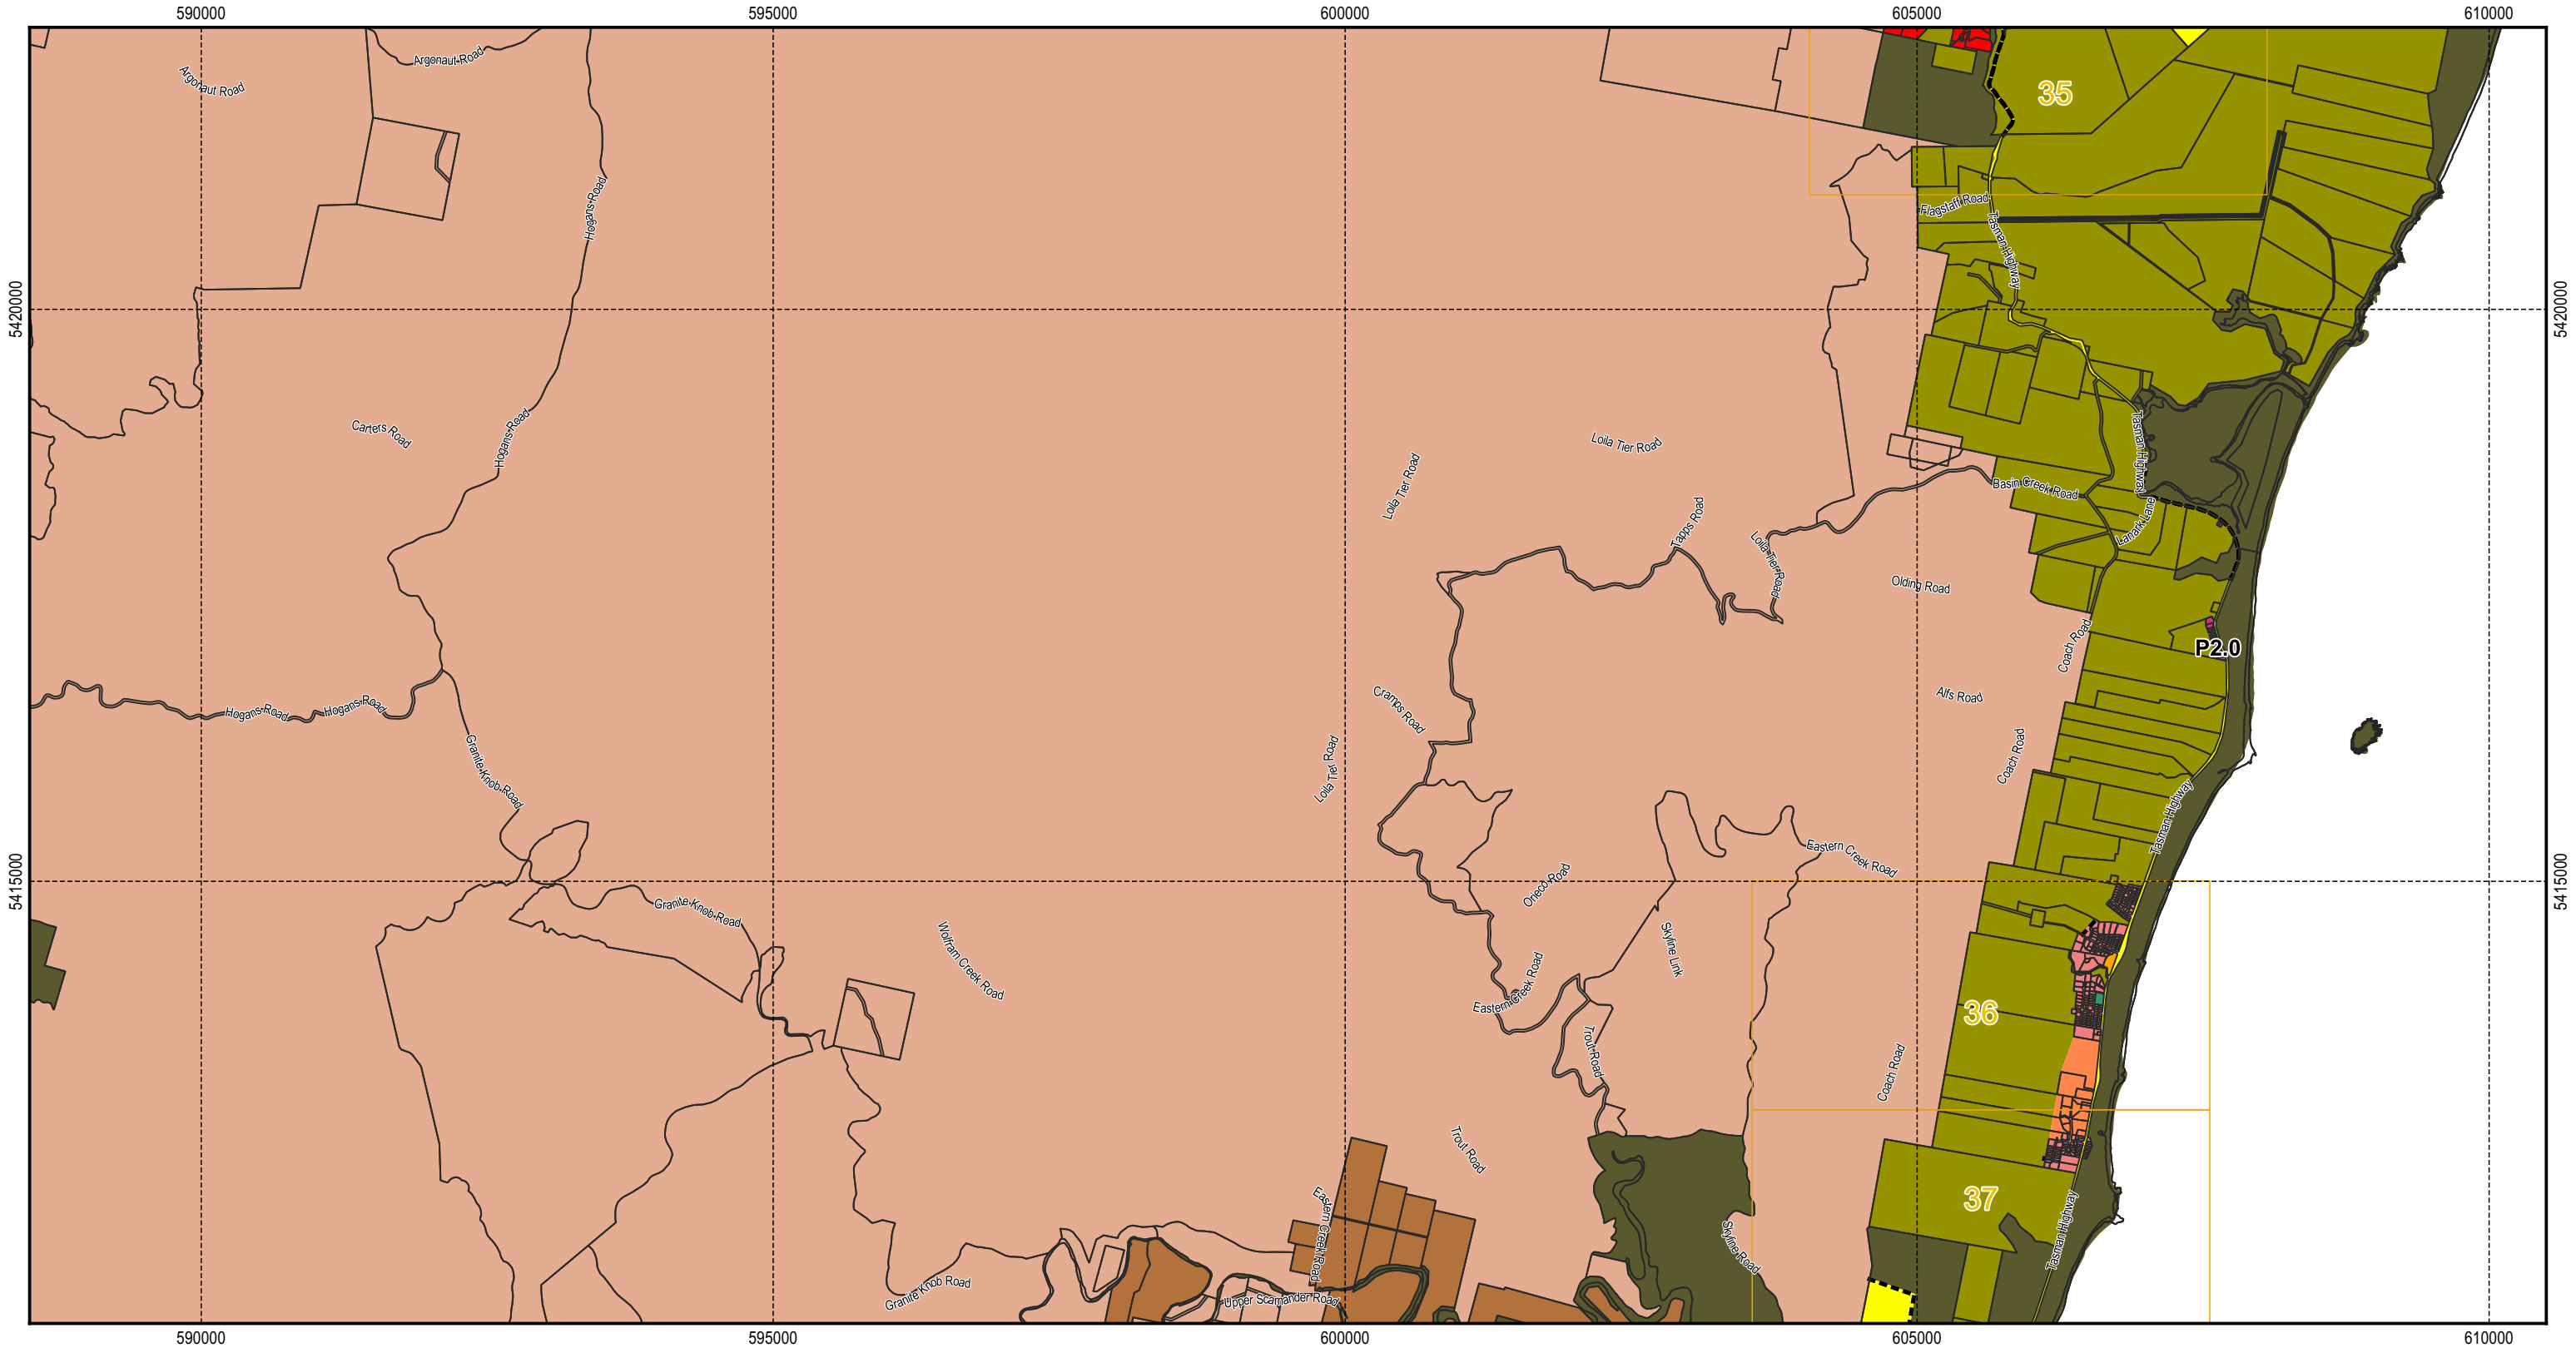 590000
595000
600000
605000
610000
Argonaut Road
Argonaut Road
35
Hogans Road
Flagstaff Road
Tasman Highway
5420000
5420000
Carters Road
Hogans Road
Loila Tier Road
Loila Tier Road
Tasman Highway
Basin Creek Road
Tapps Road
Lanark Lane
Loila Tier Road
Olding Road
Coach Road
P2.0
Hogans Road
Hogans Road
Cramps Road
Alfs Road
Granite Knob Road
Loila Tier Road
Coach Road
Tasman Highway
Eastern Creek Road
5415000
5415000
Granite Knob Road
Orieco Road
Wolfram Creek Road
Skyline Link
Eastern Creek Road
36
Trout Road
Coach Road
Trout Road
37
Eastern Creek Road
Skyline Road
Tasman Highway
Granite Knob Road
Upper Scamander Road
590000
595000
600000
605000
610000